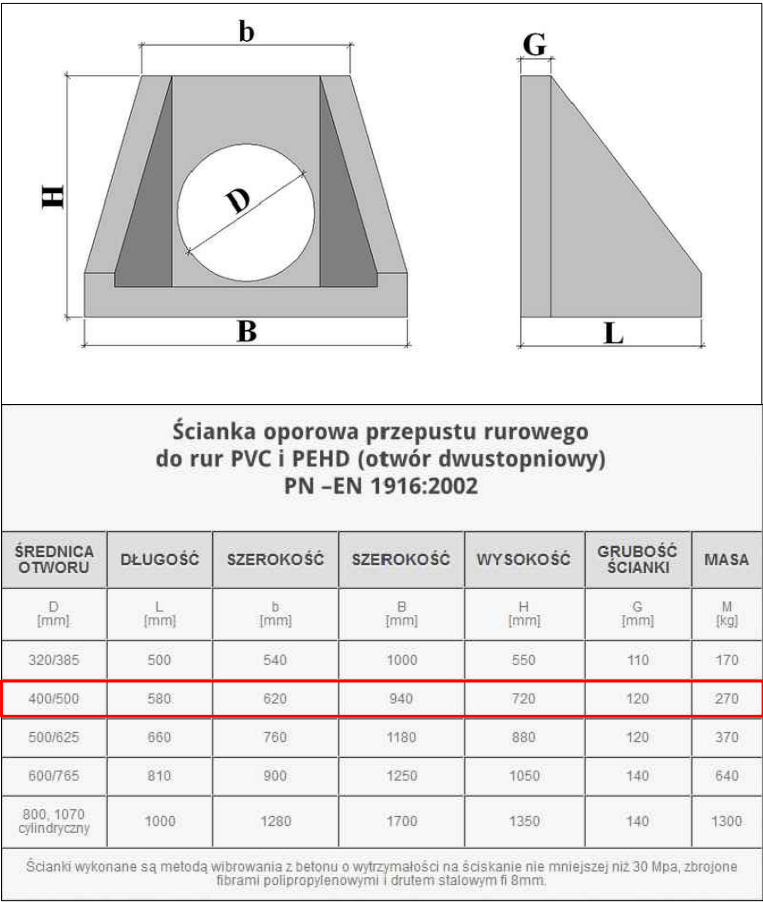 b
G
H
D
B
L
Ścianka oporowa przepustu rurowego
do rur PVC i PEHD (otwór dwustopniowy)
PN –EN 1916:2002
ŚREDNICA OTWORU DŁUGOŚĆ SZEROKOŚĆ SZEROKOŚĆ WYSOKOŚĆ GRUBOŚĆ ŚCIANKI MASA
D [mm] L [mm] b [mm] B [mm] H [mm] G [mm] M [kg]
320/385 500 540 1000 550 110 170
400/500 580 620 940 720 120 270
500/625 660 760 1180 880 120 370
600/765 810 900 1250 1050 140 640
800, 1070 cylindryczny 1000 1280 1700 1350 140 1300
Ścianki wykonane są metodą wibrowania z betonu o wytrzymałości na ściskanie nie mniejszej niż 30 Mpa, zbrojone
fibrami polipropylenowymi i drutem stalowym fi 8mm.